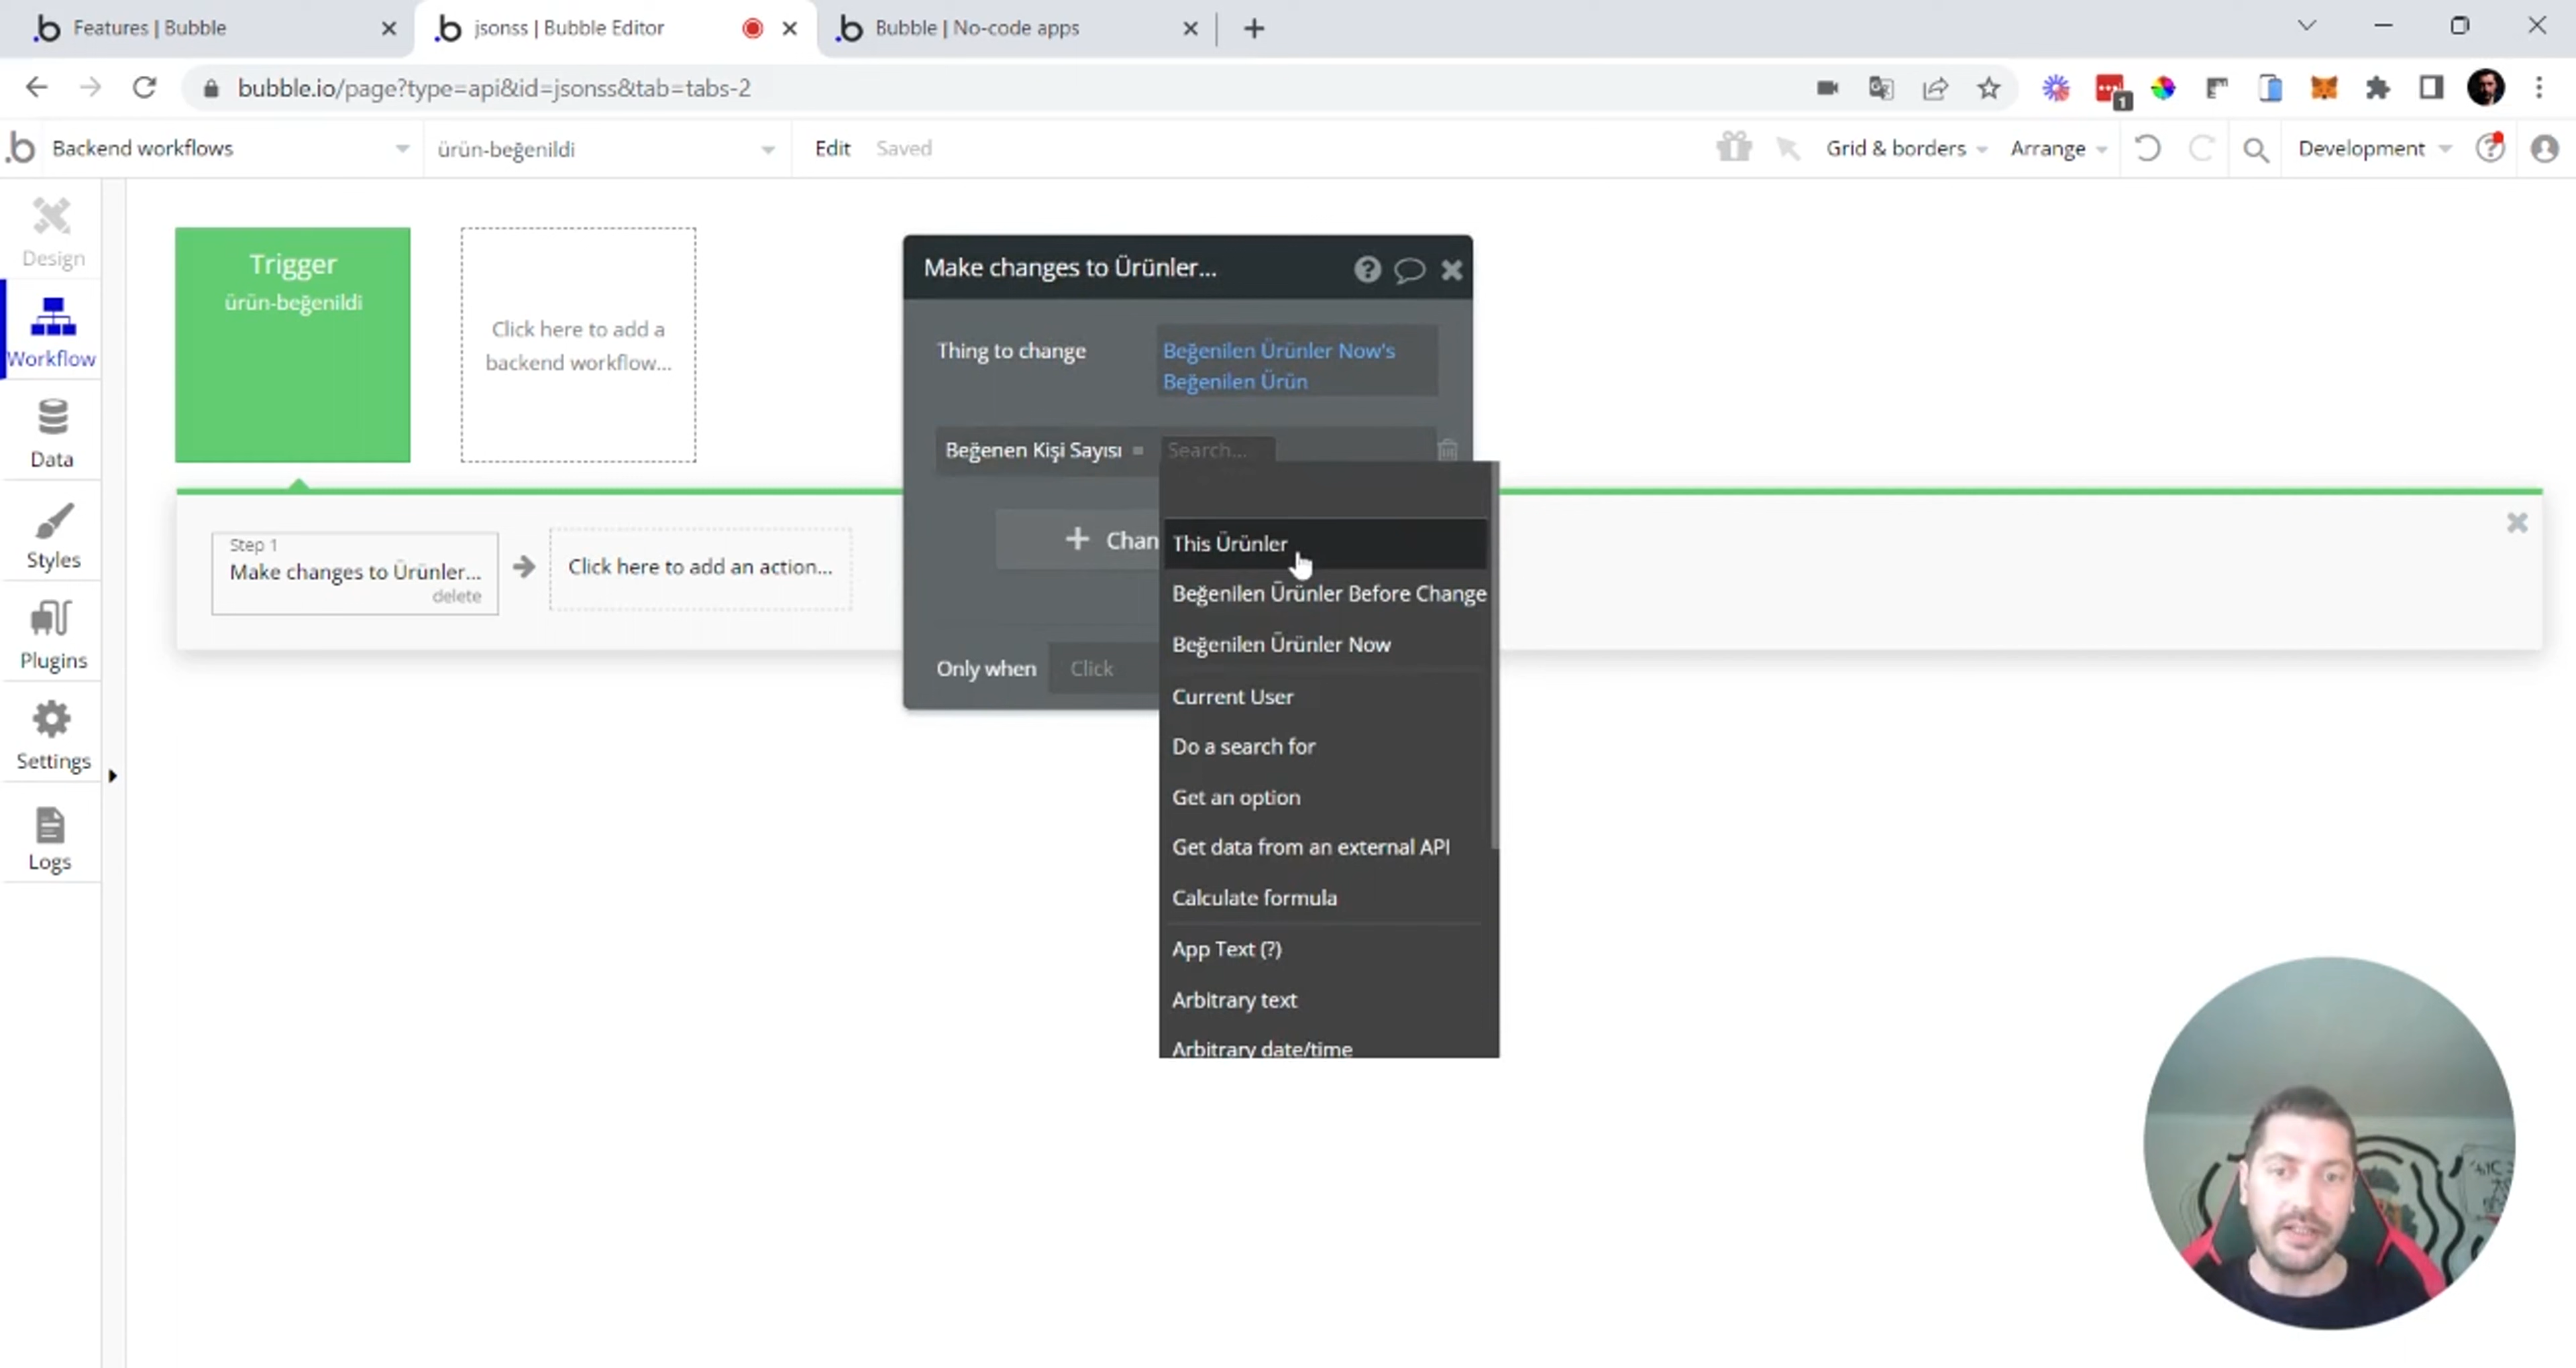 Features | Bubble
jsonss | Bubble Editor
Bubble | No-code apps
bubble.io/page?type=api&id=jsonss&tab=tabs-2
1
Backend workflows
ürün-beğenildi
Edit
Saved
Grid & borders
Arrange
Development
Design
Workflow
Data
Styles
Plugins
Settings
Logs
Trigger
ürün-beğenildi
Click here to add a
backend workflow...
Step 1
Make changes to Ürünler...
delete
Click here to add an action...
Make changes to Ürünler...
Thing to change
Beğenilen Ürünler Now's
Beğenilen Ürün
Beğenen Kişi Sayısı =
Search...
Chan
Only when
Click
This Ürünler
Beğenilen Ürünler Before Change
Beğenilen Ürünler Now
Current User
Do a search for
Get an option
Get data from an external API
Calculate formula
App Text (?)
Arbitrary text
Arbitrary date/time